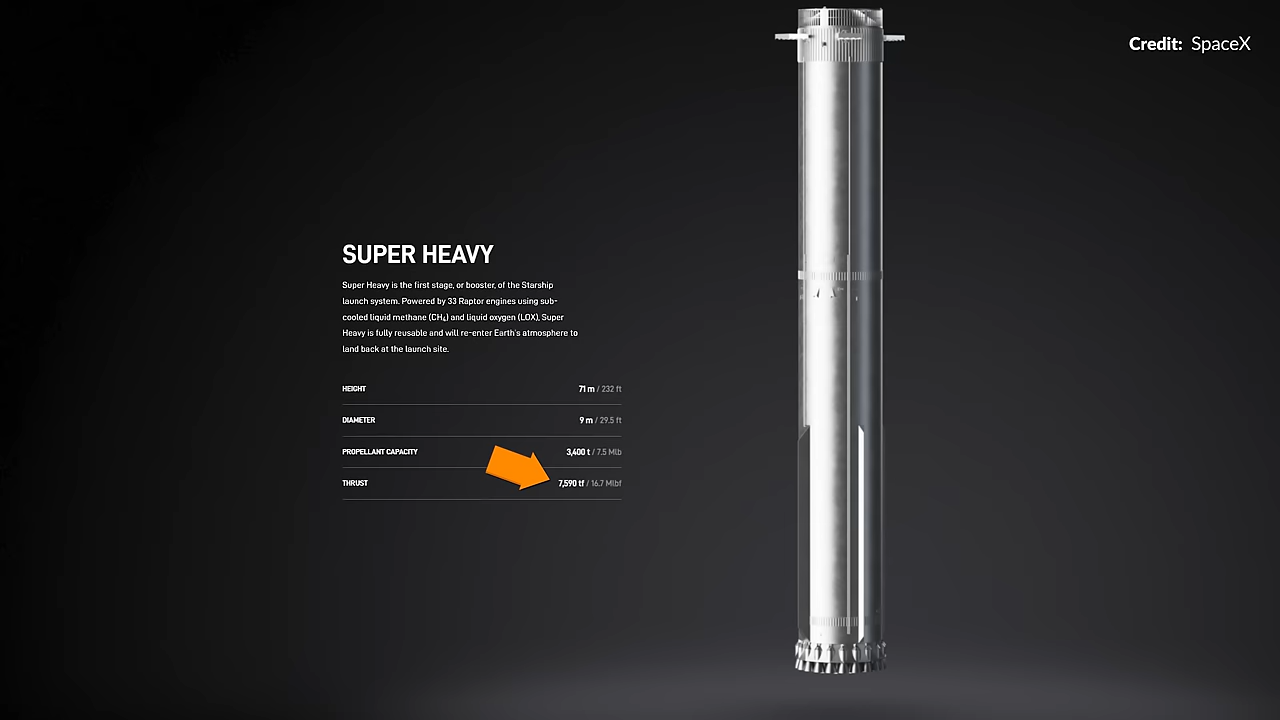 Credit: SpaceX
SUPER HEAVY
Super Heavy is the first stage, or booster, of the Starship
launch system. Powered by 33 Raptor engines using sub-
cooled liquid methane (CH₄) and liquid oxygen (LOX), Super
Heavy is fully reusable and will re-enter Earth's atmosphere to
land back at the launch site.
HEIGHT 71 m / 232 ft
DIAMETER 9 m / 29.5 ft
PROPELLANT CAPACITY 3,400 t / 7.5 Mlb
THRUST 7,590 tf / 16.7 Mlbf